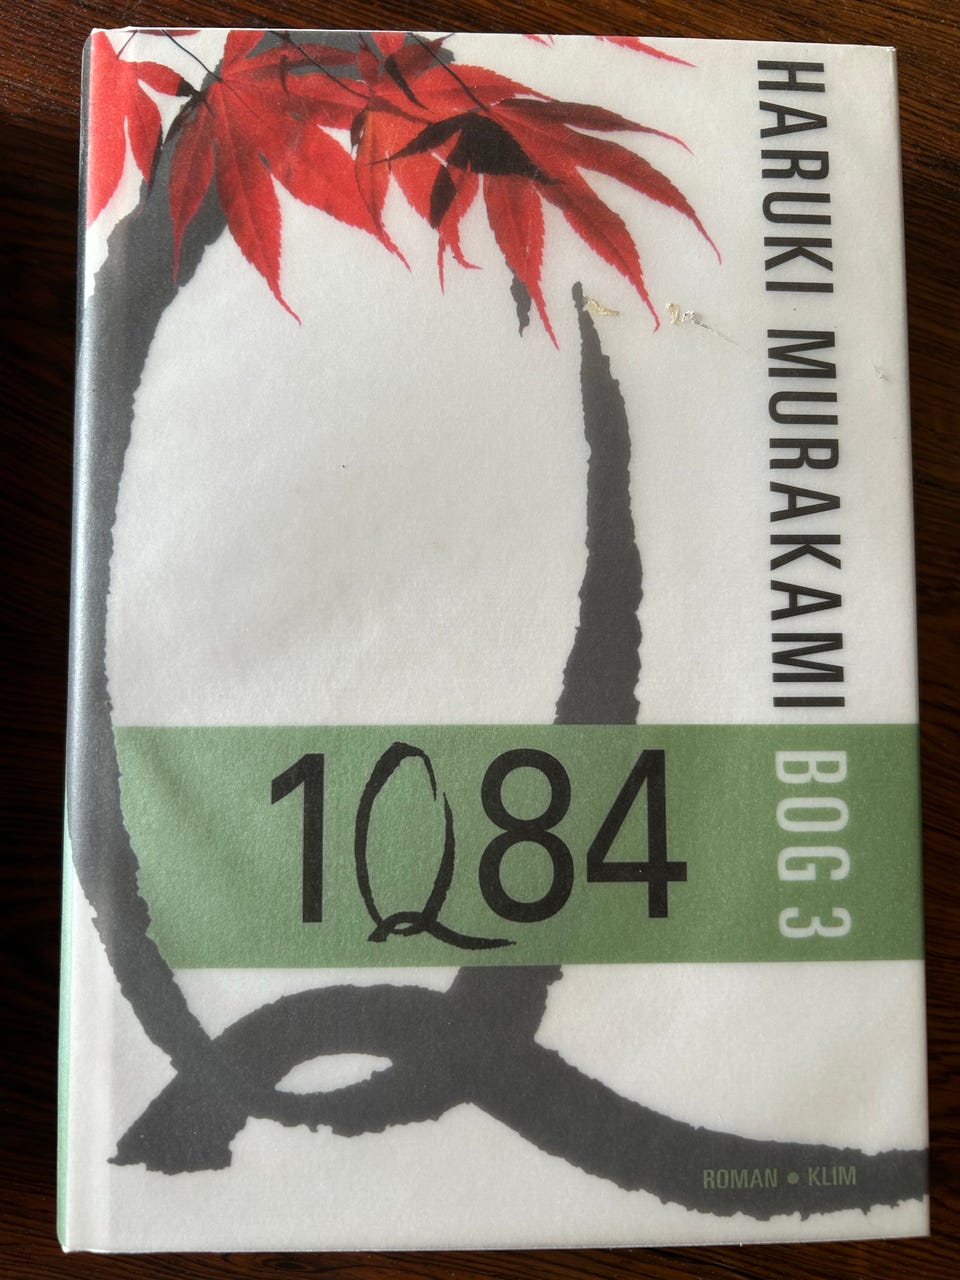 HARUKI MURAKAMI
1Q84
BOG 3
ROMAN • KLIM